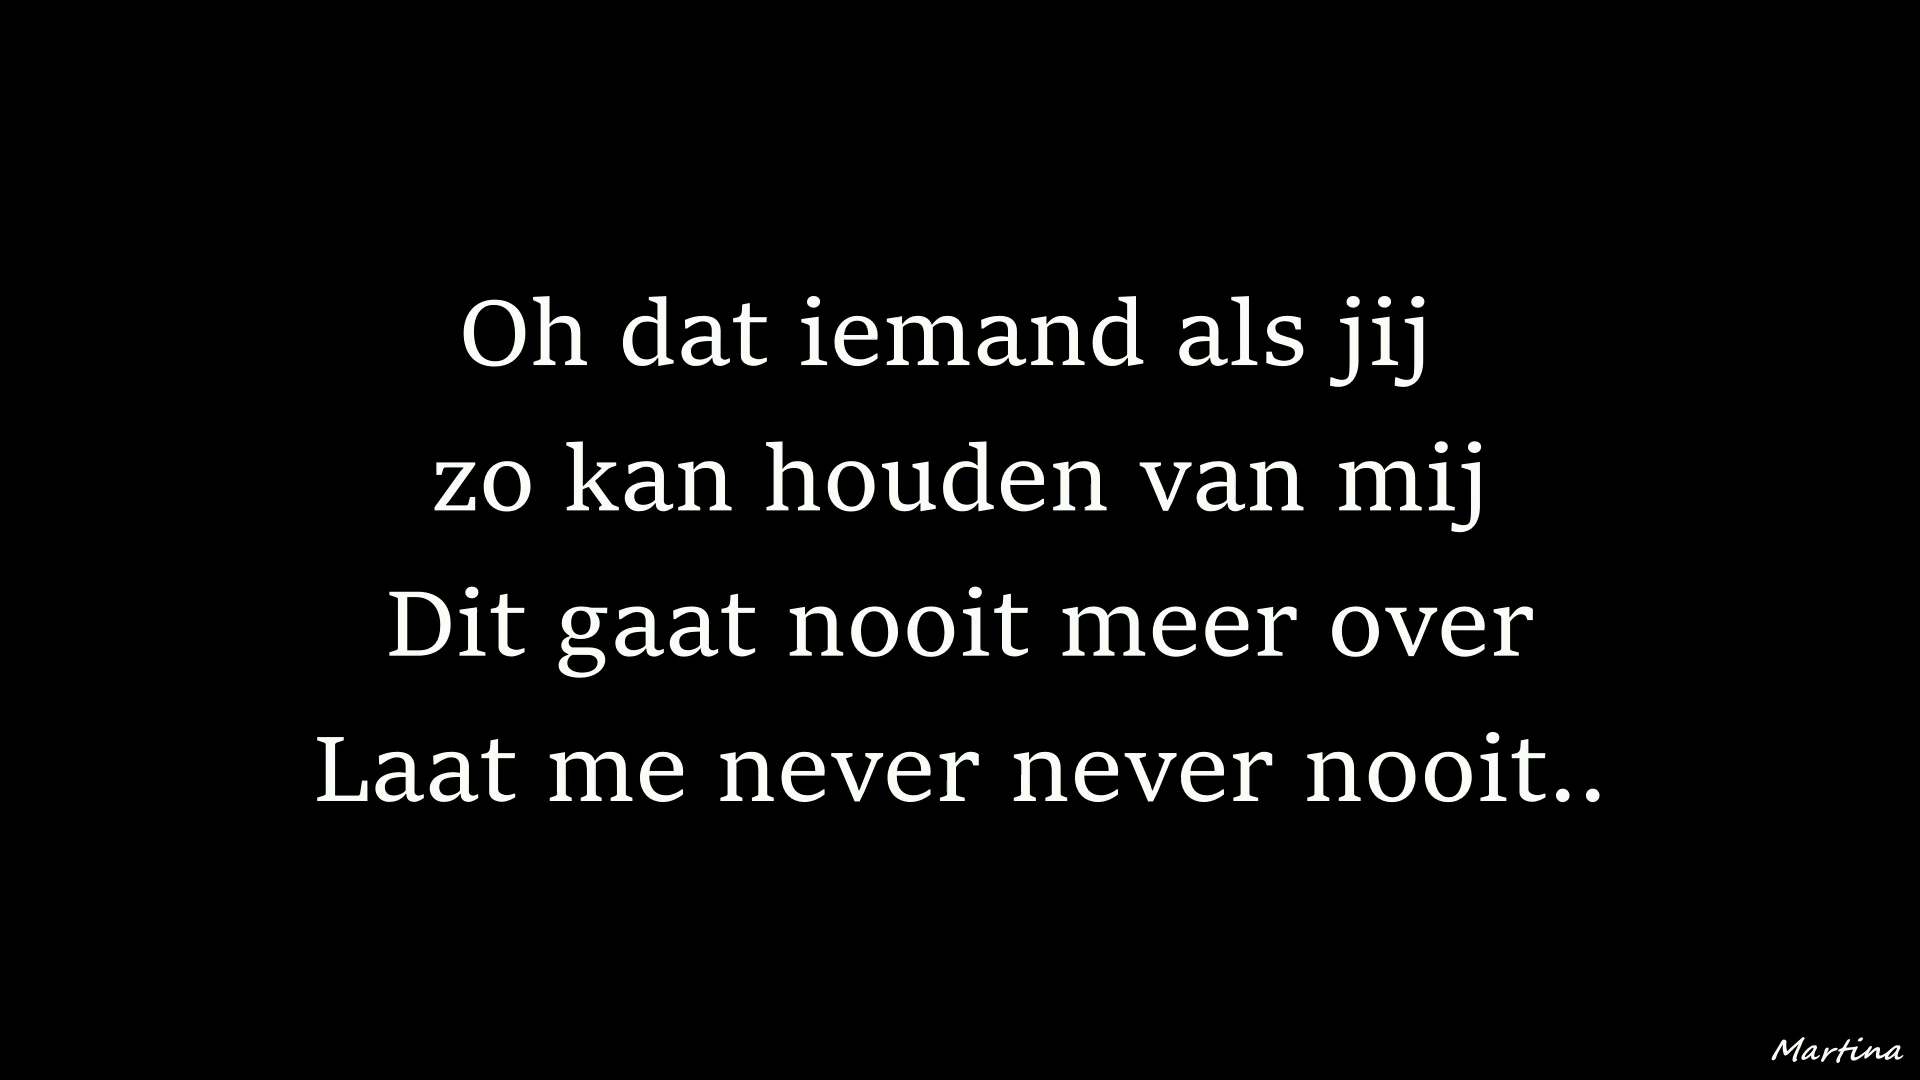 Oh dat iemand als jij
zo kan houden van mij
Dit gaat nooit meer over
Laat me never never nooit..
Martina